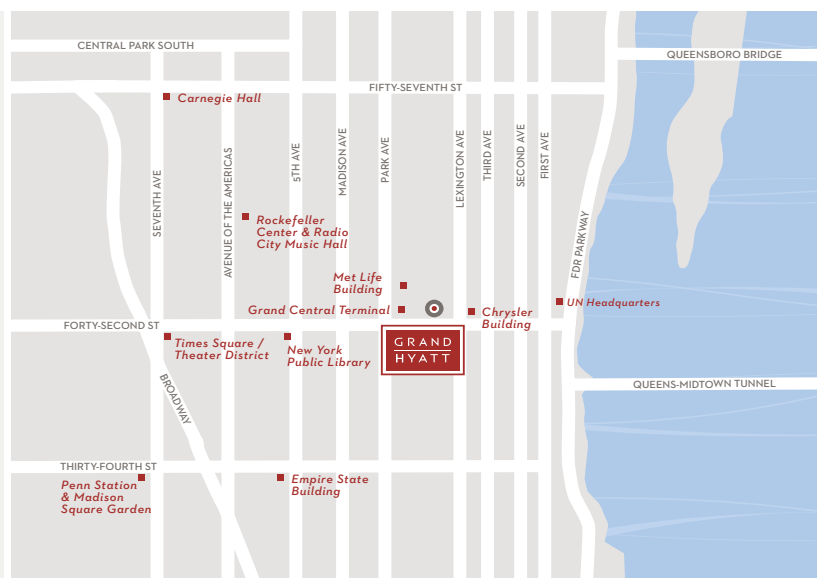 CENTRAL PARK SOUTH
QUEENSBORO BRIDGE
FIFTY-SEVENTH ST
Carnegie Hall
SEVENTH AVE
AVENUE OF THE AMERICAS
5TH AVE
MADISON AVE
PARK AVE
LEXINGTON AVE
THIRD AVE
SECOND AVE
FIRST AVE
FDR PARKWAY
Rockefeller
Center & Radio
City Music Hall
Met Life
Building
Grand Central Terminal
Chrysler
Building
UN Headquarters
FORTY-SECOND ST
Times Square /
Theater District
New York
Public Library
GRAND
HYATT
BROADWAY
QUEENS-MIDTOWN TUNNEL
THIRTY-FOURTH ST
Penn Station
& Madison
Square Garden
Empire State
Building